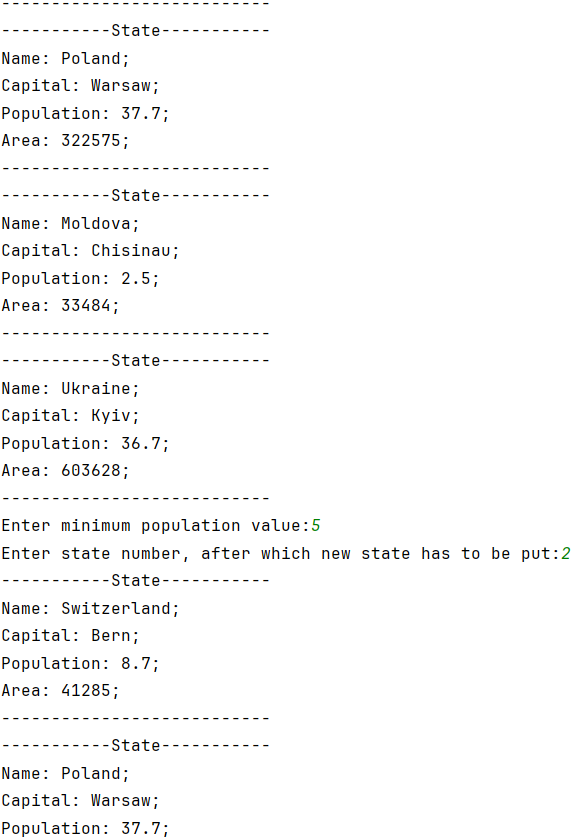 ---------------------------
-----------State-----------
Name: Poland;
Capital: Warsaw;
Population: 37.7;
Area: 322575;
---------------------------
-----------State-----------
Name: Moldova;
Capital: Chisinau;
Population: 2.5;
Area: 33484;
---------------------------
-----------State-----------
Name: Ukraine;
Capital: Kyiv;
Population: 36.7;
Area: 603628;
---------------------------
Enter minimum population value:5
Enter state number, after which new state has to be put:2
-----------State-----------
Name: Switzerland;
Capital: Bern;
Population: 8.7;
Area: 41285;
---------------------------
-----------State-----------
Name: Poland;
Capital: Warsaw;
Population: 37.7;